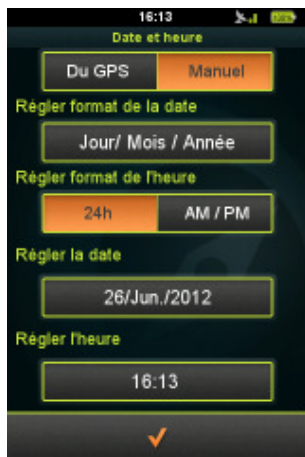 16:13
Date et heure
Du GPS Manuel
Régler format de la date
Jour/ Mois / Année
Régler format de l'heure
24h AM / PM
Régler la date
26/Jun./2012
Régler l'heure
16:13